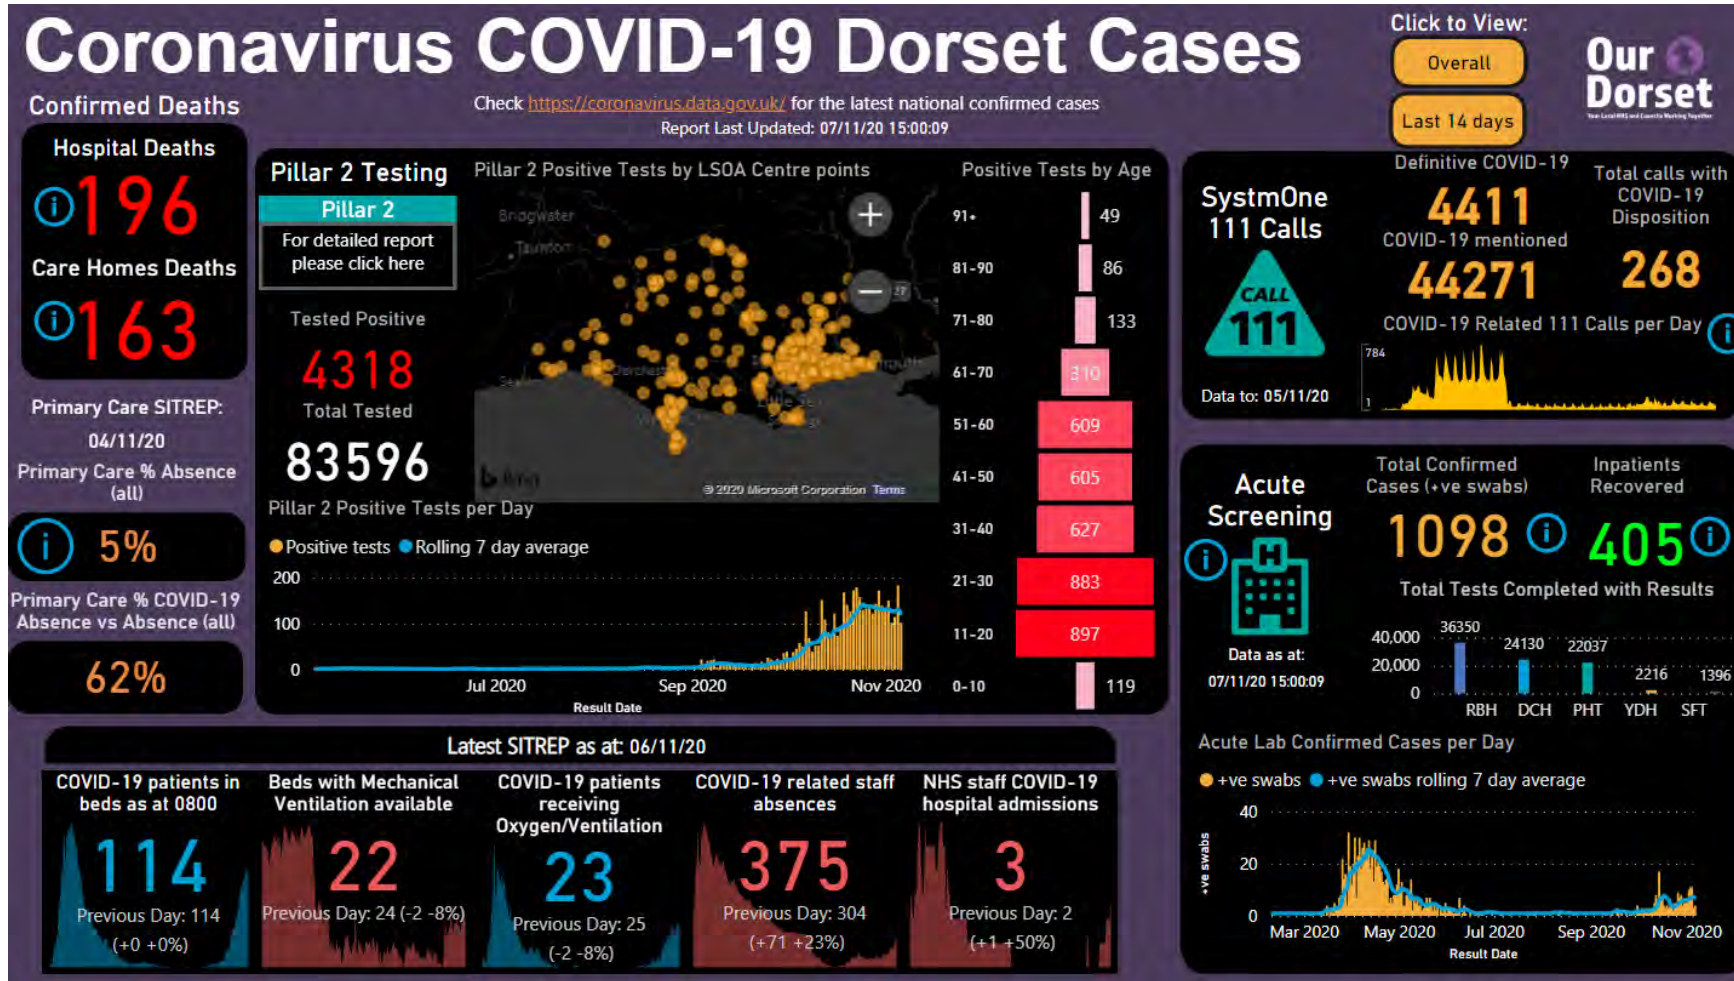 Coronavirus COVID-19 Dorset Cases
Check https://coronavirus.data.gov.uk/ for the latest national confirmed cases
Report Last Updated: 07/11/20 15:00:09
Click to View:
Overall
Last 14 days
Our
Dorset
Confirmed Deaths
Hospital Deaths
196
Care Homes Deaths
163
Primary Care SITREP:
04/11/20
Primary Care % Absence
(all)
5%
Primary Care % COVID-19
Absence vs Absence (all)
62%
Pillar 2 Testing
Pillar 2
For detailed report
please click here
Tested Positive
4318
Total Tested
83596
Pillar 2 Positive Tests by LSOA Centre points
Bridgwater
Taunton
© 2020 Microsoft Corporation Terms
Pillar 2 Positive Tests per Day
Positive tests Rolling 7 day average
200
100
0
Jul 2020 Sep 2020 Nov 2020
Result Date
Positive Tests by Age
91+ 49
81-90 86
71-80 133
61-70 310
51-60 609
41-50 605
31-40 627
21-30 883
11-20 897
0-10 119
SystmOne
111 Calls
CALL
111
Data to: 05/11/20
Definitive COVID-19
4411
COVID-19 mentioned
44271
Total calls with
COVID-19
Disposition
268
COVID-19 Related 111 Calls per Day
784
1
Acute
Screening
H
Data as at:
07/11/20 15:00:09
Total Confirmed
Cases (+ve swabs)
1098
Inpatients
Recovered
405
Total Tests Completed with Results
40,000
20,000
0
36350 24130 22037 2216 1396
RBH DCH PHT YDH SFT
Acute Lab Confirmed Cases per Day
+ve swabs +ve swabs rolling 7 day average
+ve swabs
40
20
0
Mar 2020 May 2020 Jul 2020 Sep 2020 Nov 2020
Result Date
Latest SITREP as at: 06/11/20
COVID-19 patients in
beds as at 0800
114
Previous Day: 114
(+0 +0%)
Beds with Mechanical
Ventilation available
22
Previous Day: 24 (-2 -8%)
COVID-19 patients
receiving
Oxygen/Ventilation
23
Previous Day: 25
(-2 -8%)
COVID-19 related staff
absences
375
Previous Day: 304
(+71 +23%)
NHS staff COVID-19
hospital admissions
3
Previous Day: 2
(+1 +50%)